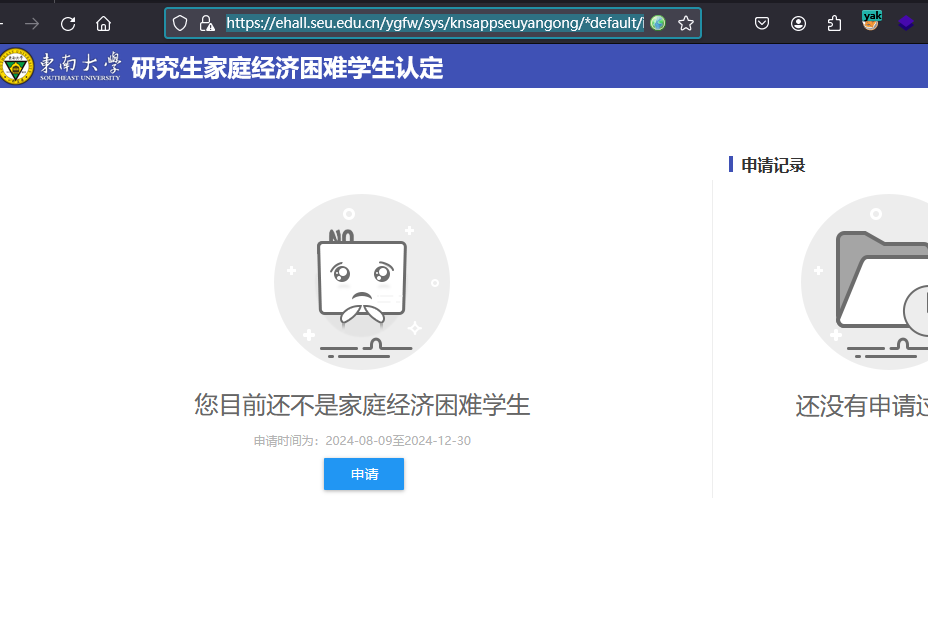 https://ehall.seu.edu.cn/ygfw/sys/knsappseuyangong/*default/
yak
東南大學
SOUTHEAST UNIVERSITY
研究生家庭经济困难学生认定
申请记录
NO
您目前还不是家庭经济困难学生
还没有申请过
申请时间为：2024-08-09至2024-12-30
申请